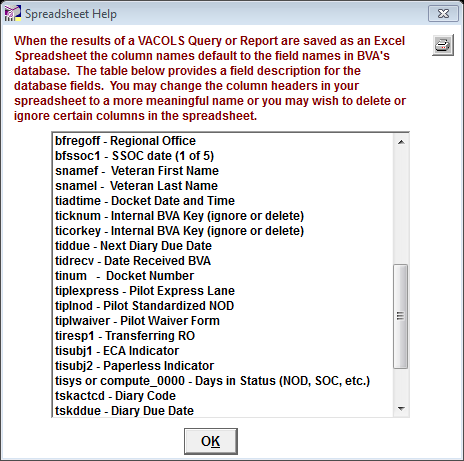 Spreadsheet Help
When the results of a VACOLS Query or Report are saved as an Excel
Spreadsheet the column names default to the field names in BVA's
database. The table below provides a field description for the
database fields. You may change the column headers in your
spreadsheet to a more meaningful name or you may wish to delete or
ignore certain columns in the spreadsheet.
bfregoff - Regional Office
bfssoc1 - SSOC date (1 of 5)
snamef - Veteran First Name
snamel - Veteran Last Name
tiadtime - Docket Date and Time
ticknum - Internal BVA Key (ignore or delete)
ticorkey - Internal BVA Key (ignore or delete)
tiddue - Next Diary Due Date
tidrecv - Date Received BVA
tinum - Docket Number
tiplexpress - Pilot Express Lane
tiplnod - Pilot Standardized NOD
tiplwaiver - Pilot Waiver Form
tiresp1 - Transferring RO
tisubj1 - ECA Indicator
tisubj2 - Paperless Indicator
tisys or compute_0000 - Days in Status (NOD, SOC, etc.)
tskactcd - Diary Code
tskddue - Diary Due Date
OK